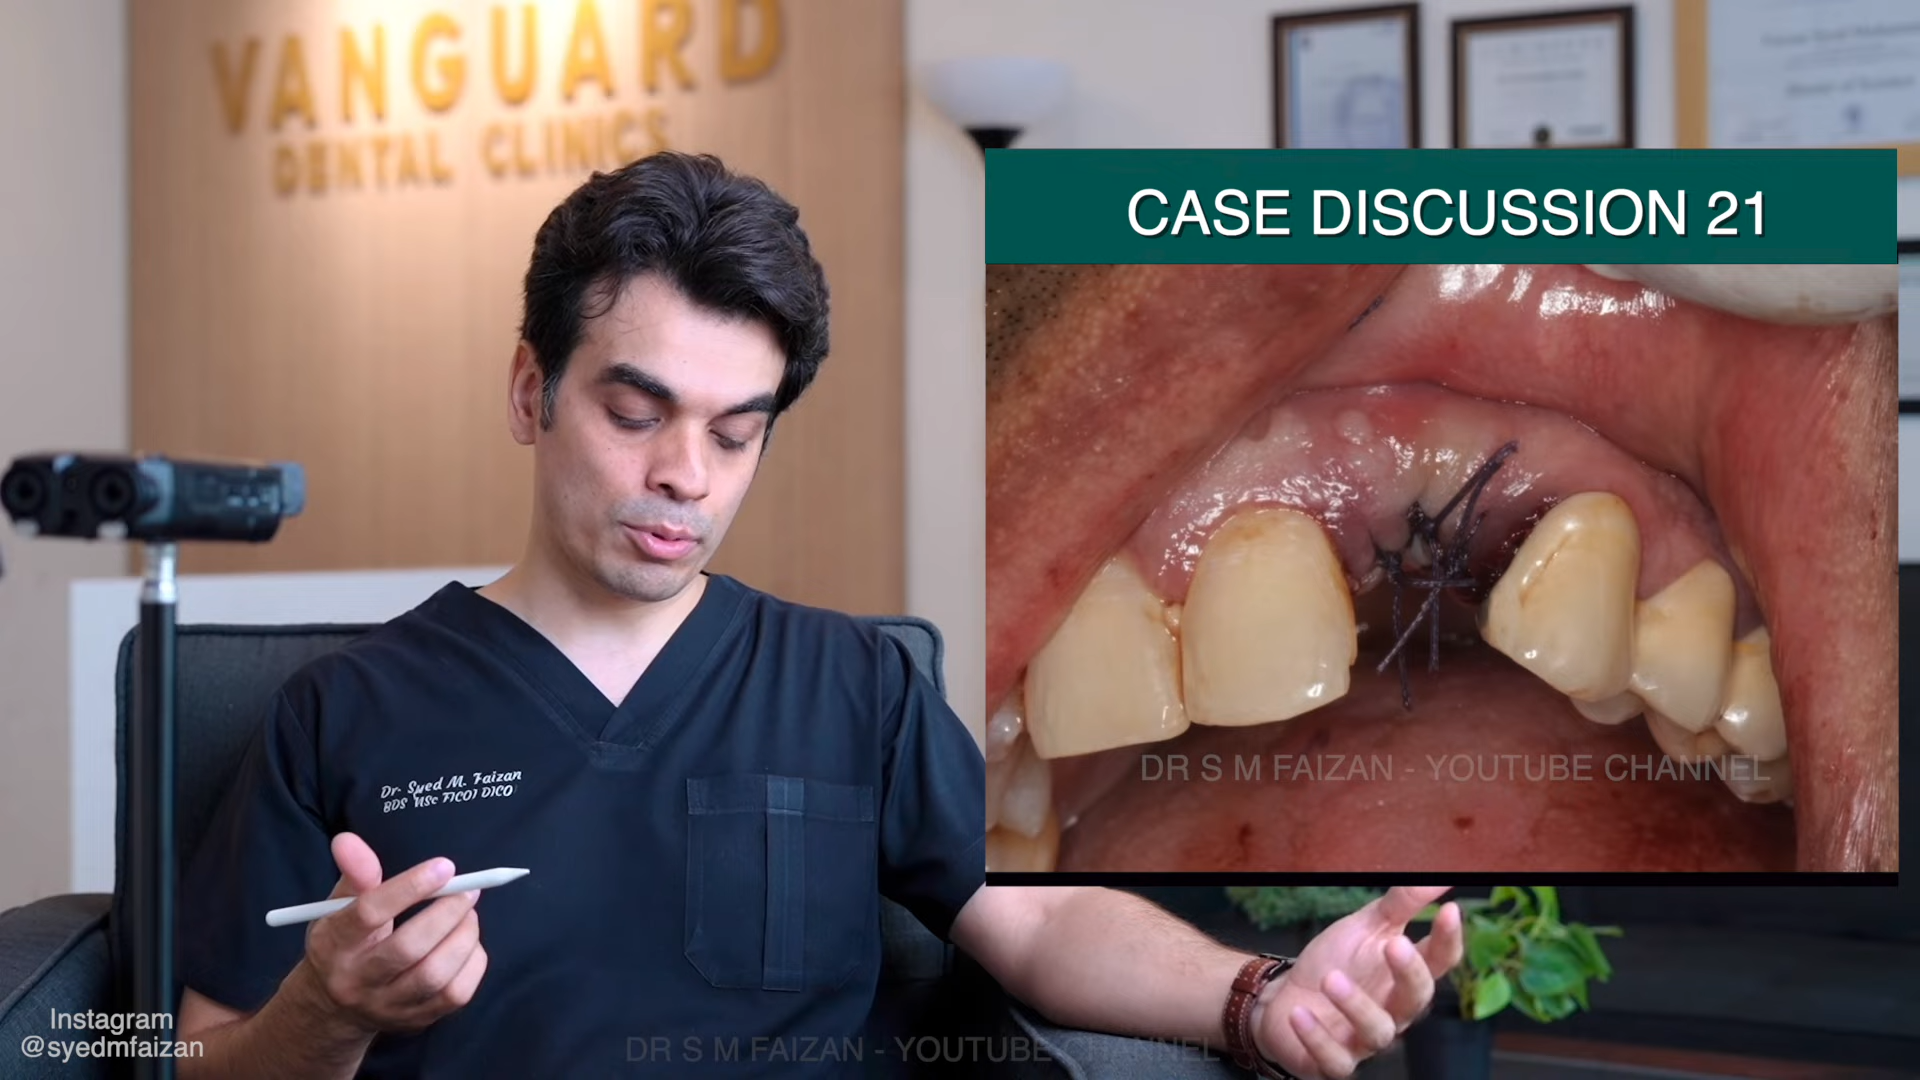 VANGUARD
DENTAL CLINICS
CASE DISCUSSION 21
DR S M FAIZAN - YOUTUBE CHANNEL
Dr. Syed M. Faizan
BDS MSc FICOI DICOI
Instagram
@syedmfaizan
DR S M FAIZAN - YOUTUBE CHANNEL